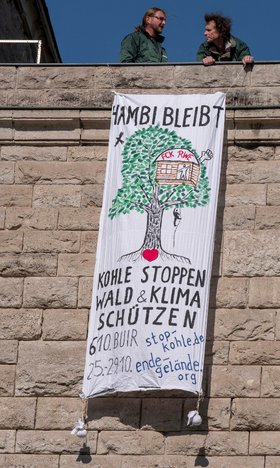 HAMBI BLEIBT
FCK RWE
KOHLE STOPPEN
WALD & KLIMA
SCHÜTZEN
6.10. BUIR stop-
kohle.de
25.-29.10. ende-
gelände.
org